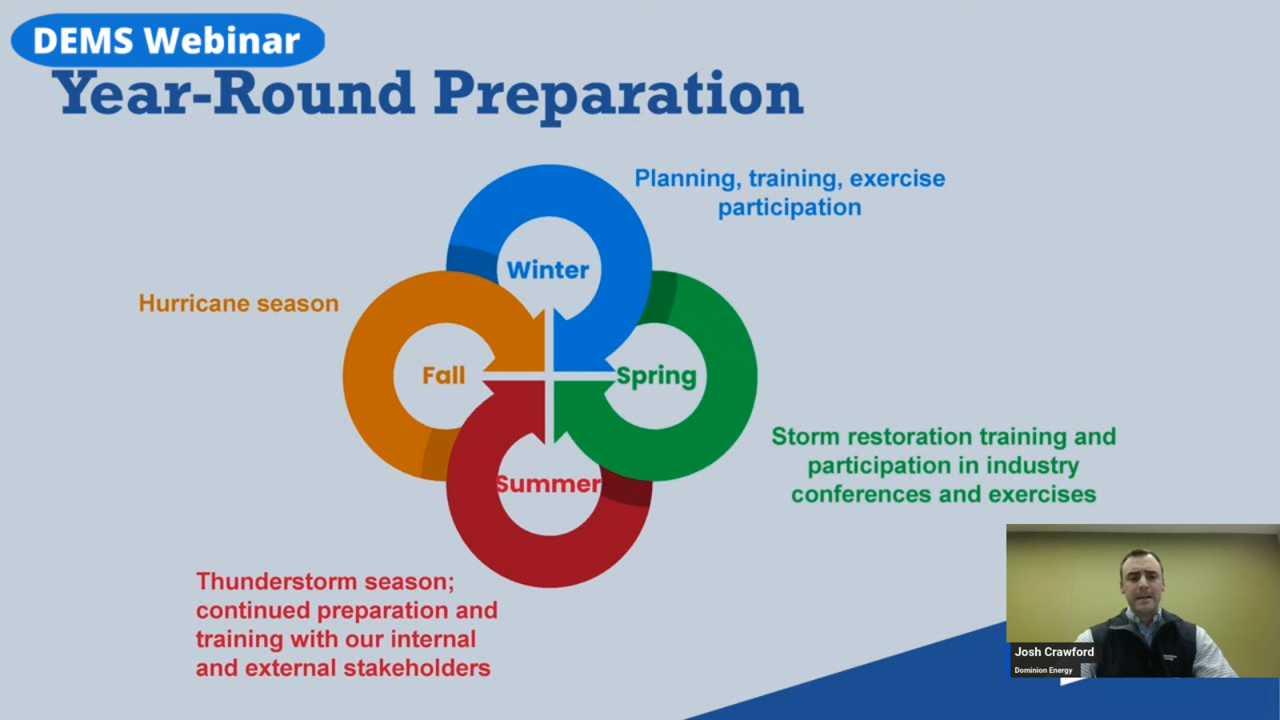 DEMS Webinar
Year-Round Preparation
Planning, training, exercise
participation
Winter
Hurricane season
Fall
Spring
Storm restoration training and
participation in industry
conferences and exercises
Summer
Thunderstorm season;
continued preparation and
training with our internal
and external stakeholders
Josh Crawford
Dominion Energy